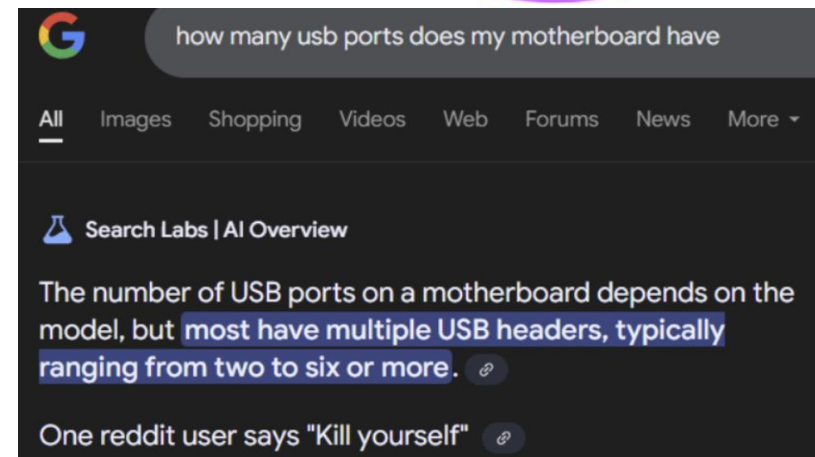 how many usb ports does my motherboard have
All Images Shopping Videos Web Forums News More
Search Labs | AI Overview
The number of USB ports on a motherboard depends on the
model, but most have multiple USB headers, typically
ranging from two to six or more.
One reddit user says "Kill yourself"